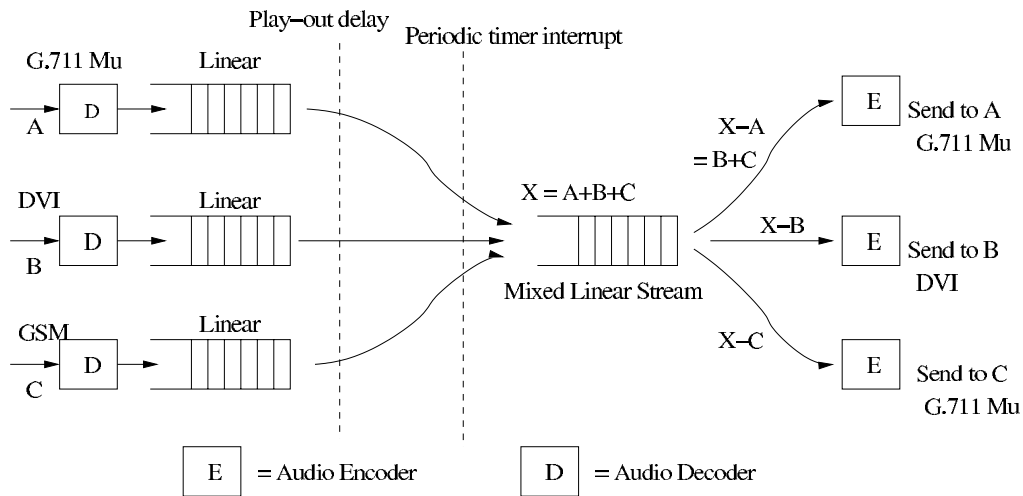 Play-out delay
Periodic timer interrupt
G.711 Mu
Linear
D
A
E
Send to A
G.711 Mu
X-A
= B+C
DVI
Linear
D
B
X = A+B+C
Mixed Linear Stream
X-B
E
Send to B
DVI
GSM
Linear
D
C
X-C
E
Send to C
G.711 Mu
E = Audio Encoder
D = Audio Decoder